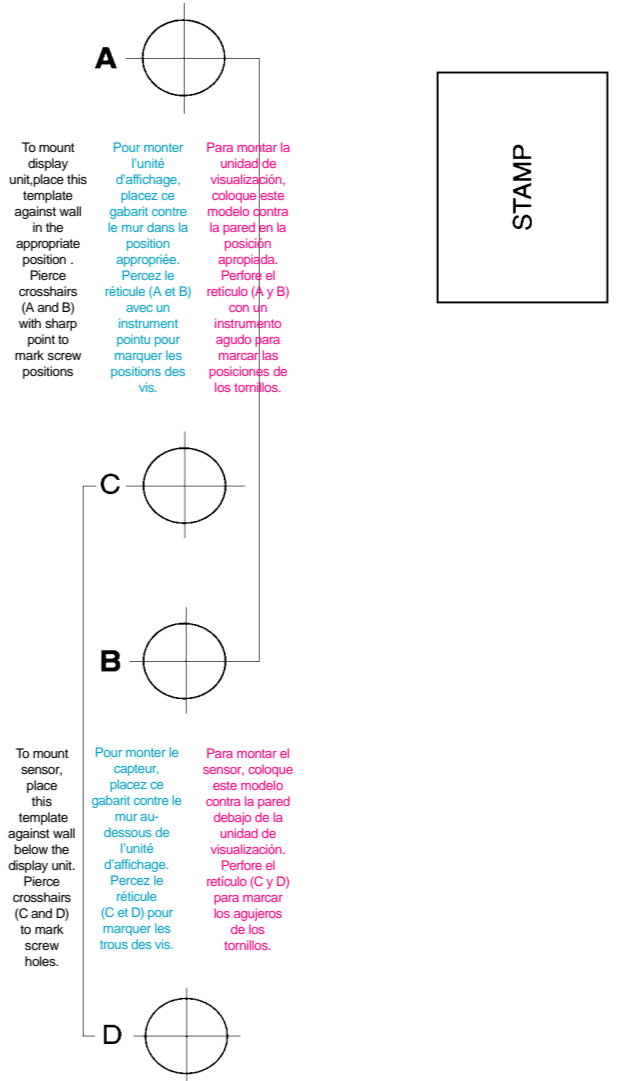 A
STAMP
To mount
display
unit,place this
template
against wall
in the
appropriate
position .
Pierce
crosshairs
(A and B)
with sharp
point to
mark screw
positions
Pour monter
l'unité
d'affichage,
placez ce
gabarit contre
le mur dans la
position
appropriée.
Percez le
réticule (A et B)
avec un
instrument
pointu pour
marquer les
positions des
vis.
Para montar la
unidad de
visualización,
coloque este
modelo contra
la pared en la
posición
apropiada.
Perfore el
retículo (A y B)
con un
instrumento
agudo para
marcar las
posiciones de
los tornillos.
C
B
To mount
sensor,
place
this
template
against wall
below the
display unit.
Pierce
crosshairs
(C and D)
to mark
screw
holes.
Pour monter le
capteur,
placez ce
gabarit contre le
mur au-
dessous de
l'unité
d'affichage.
Percez le
réticule
(C et D) pour
marquer les
trous des vis.
Para montar el
sensor, coloque
este modelo
contra la pared
debajo de la
unidad de
visualización.
Perfore el
retículo (C y D)
para marcar
los agujeros
de los
tornillos.
D